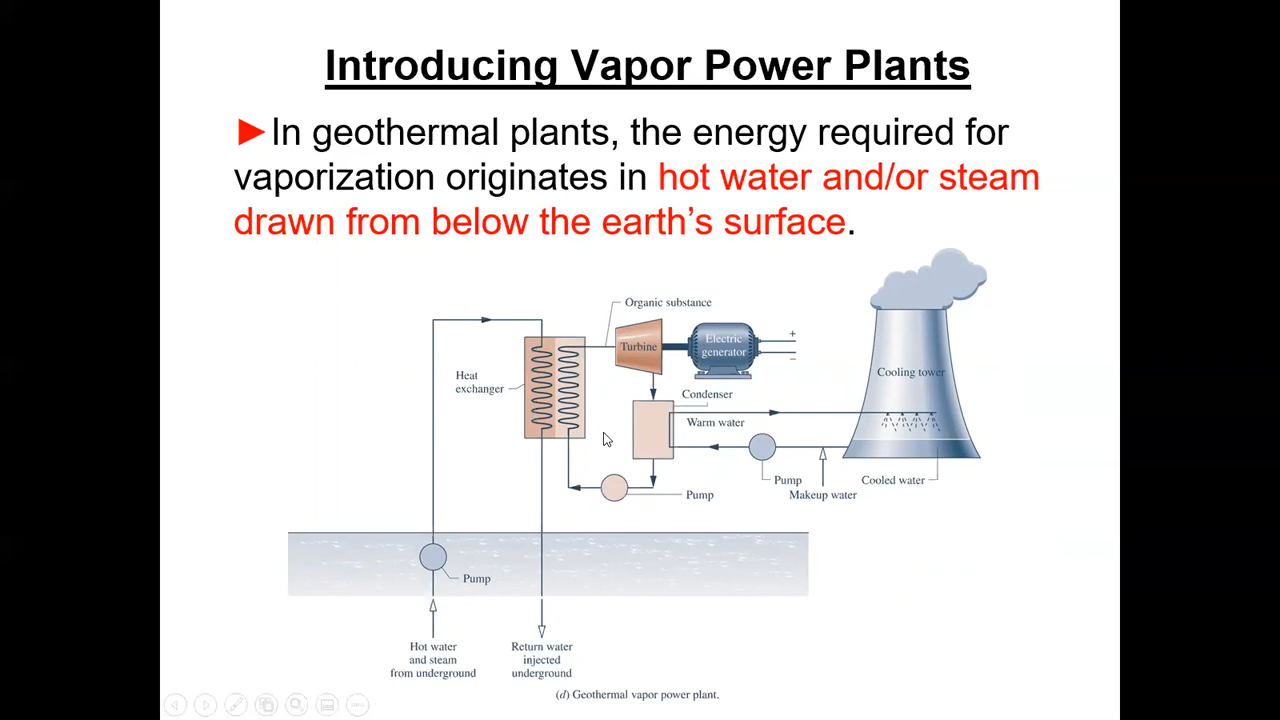 Introducing Vapor Power Plants
►In geothermal plants, the energy required for
vaporization originates in hot water and/or steam
drawn from below the earth’s surface.
Organic substance
Turbine
Electric
generator
+
−
Heat
exchanger
Condenser
Cooling tower
Warm water
Pump
Makeup water
Cooled water
Pump
Pump
Hot water
and steam
from underground
Return water
injected
underground
(d) Geothermal vapor power plant.